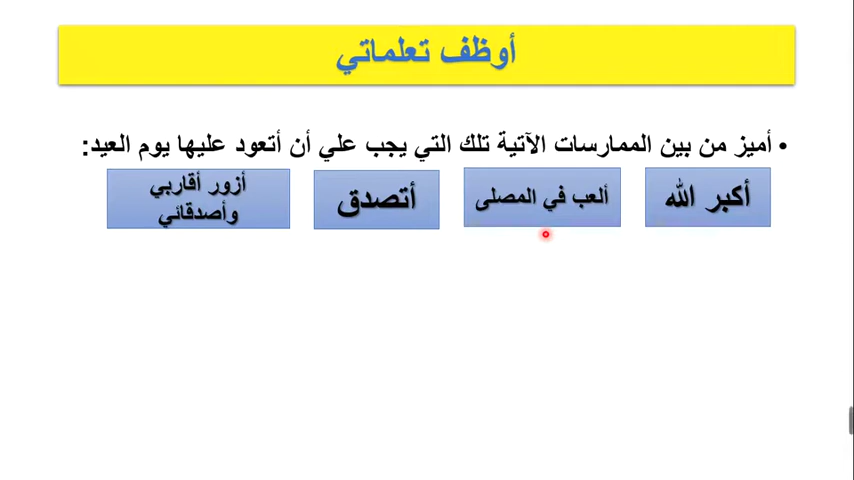 أوظف تعلماتي
• أميز من بين الممارسات الآتية تلك التي يجب علي أن أتعود عليها يوم العيد:
أكبر الله
ألعب في المصلى
أتصدق
أزور أقاربي
وأصدقائي